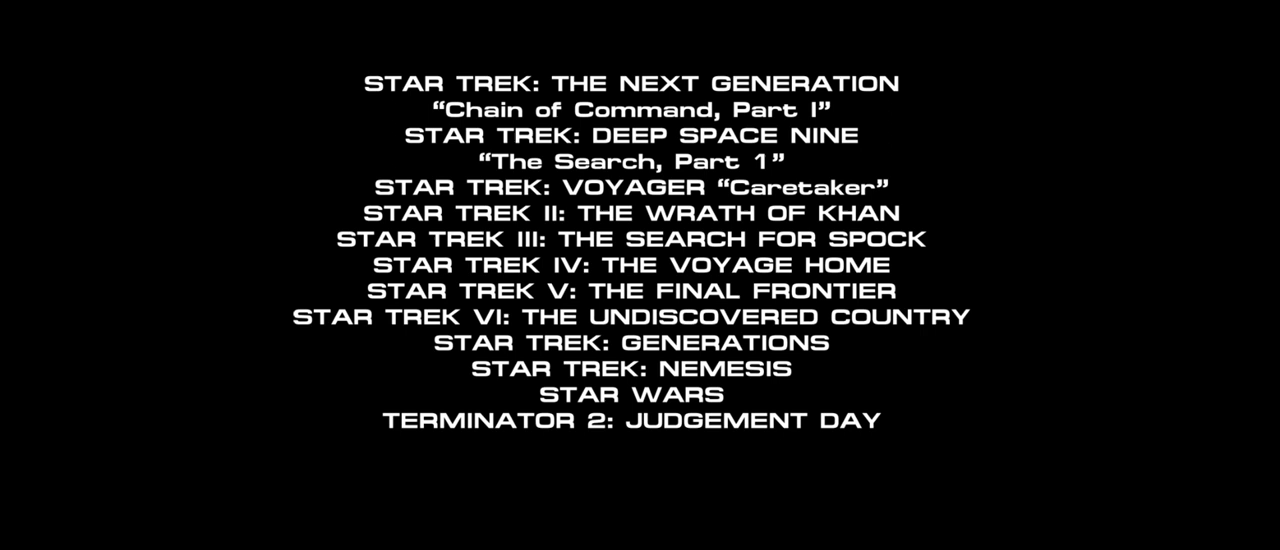 STAR TREK: THE NEXT GENERATION
“Chain of Command, Part I”
STAR TREK: DEEP SPACE NINE
“The Search, Part 1”
STAR TREK: VOYAGER “Caretaker”
STAR TREK II: THE WRATH OF KHAN
STAR TREK III: THE SEARCH FOR SPOCK
STAR TREK IV: THE VOYAGE HOME
STAR TREK V: THE FINAL FRONTIER
STAR TREK VI: THE UNDISCOVERED COUNTRY
STAR TREK: GENERATIONS
STAR TREK: NEMESIS
STAR WARS
TERMINATOR 2: JUDGEMENT DAY